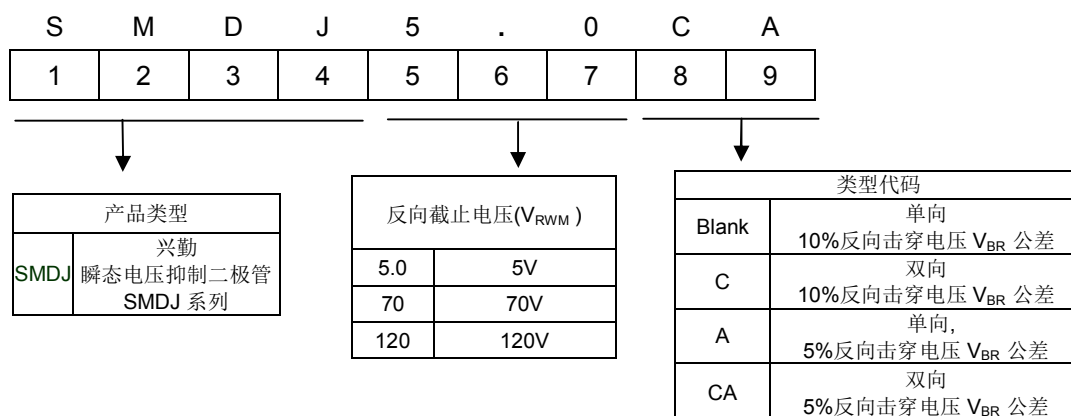 S M D J 5 . 0 C A
1 2 3 4 5 6 7 8 9
产品类型
SMDJ
兴勤
瞬态电压抑制二极管
SMDJ 系列
反向截止电压(VRWM )
5.0 5V
70 70V
120 120V
类型代码
Blank
单向
10%反向击穿电压 VBR 公差
C
双向
10%反向击穿电压 VBR 公差
A
单向,
5%反向击穿电压 VBR 公差
CA
双向
5%反向击穿电压 VBR 公差